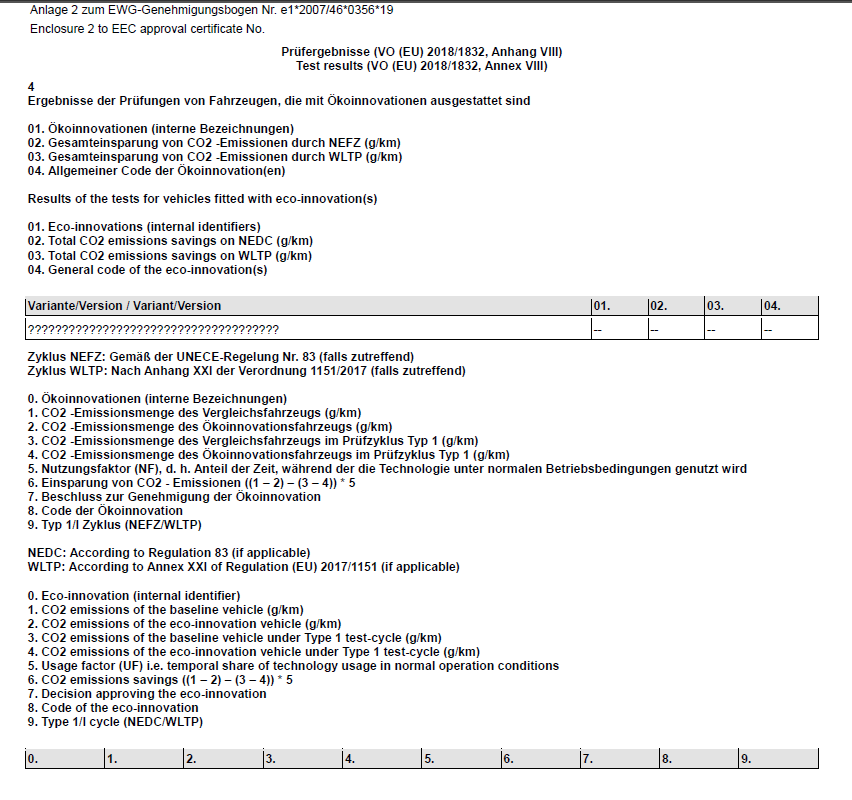 Anlage 2 zum EWG-Genehmigungsbogen Nr. e1*2007/46*0356*19
Enclosure 2 to EEC approval certificate No.
Prüfergebnisse (VO (EU) 2018/1832, Anhang VIII)
Test results (VO (EU) 2018/1832, Annex VIII)
4
Ergebnisse der Prüfungen von Fahrzeugen, die mit Ökoinnovationen ausgestattet sind
01. Ökoinnovationen (interne Bezeichnungen)
02. Gesamteinsparung von CO2 -Emissionen durch NEFZ (g/km)
03. Gesamteinsparung von CO2 -Emissionen durch WLTP (g/km)
04. Allgemeiner Code der Ökoinnovation(en)
Results of the tests for vehicles fitted with eco-innovation(s)
01. Eco-innovations (internal identifiers)
02. Total CO2 emissions savings on NEDC (g/km)
03. Total CO2 emissions savings on WLTP (g/km)
04. General code of the eco-innovation(s)
Variante/Version / Variant/Version 01. 02. 03. 04.
????????????????????????????????????? -- -- -- --
Zyklus NEFZ: Gemäß der UNECE-Regelung Nr. 83 (falls zutreffend)
Zyklus WLTP: Nach Anhang XXI der Verordnung 1151/2017 (falls zutreffend)
0. Ökoinnovationen (interne Bezeichnungen)
1. CO2 -Emissionsmenge des Vergleichsfahrzeugs (g/km)
2. CO2 -Emissionsmenge des Ökoinnovationsfahrzeugs (g/km)
3. CO2 -Emissionsmenge des Vergleichsfahrzeugs im Prüfzyklus Typ 1 (g/km)
4. CO2 -Emissionsmenge des Ökoinnovationsfahrzeugs im Prüfzyklus Typ 1 (g/km)
5. Nutzungsfaktor (NF), d. h. Anteil der Zeit, während der die Technologie unter normalen Betriebsbedingungen genutzt wird
6. Einsparung von CO2 - Emissionen ((1 – 2) – (3 – 4)) * 5
7. Beschluss zur Genehmigung der Ökoinnovation
8. Code der Ökoinnovation
9. Typ 1/I Zyklus (NEFZ/WLTP)
NEDC: According to Regulation 83 (if applicable)
WLTP: According to Annex XXI of Regulation (EU) 2017/1151 (if applicable)
0. Eco-innovation (internal identifier)
1. CO2 emissions of the baseline vehicle (g/km)
2. CO2 emissions of the eco-innovation vehicle (g/km)
3. CO2 emissions of the baseline vehicle under Type 1 test-cycle (g/km)
4. CO2 emissions of the eco-innovation vehicle under Type 1 test-cycle (g/km)
5. Usage factor (UF) i.e. temporal share of technology usage in normal operation conditions
6. CO2 emissions savings ((1 – 2) – (3 – 4)) * 5
7. Decision approving the eco-innovation
8. Code of the eco-innovation
9. Type 1/I cycle (NEDC/WLTP)
0. 1. 2. 3. 4. 5. 6. 7. 8. 9.